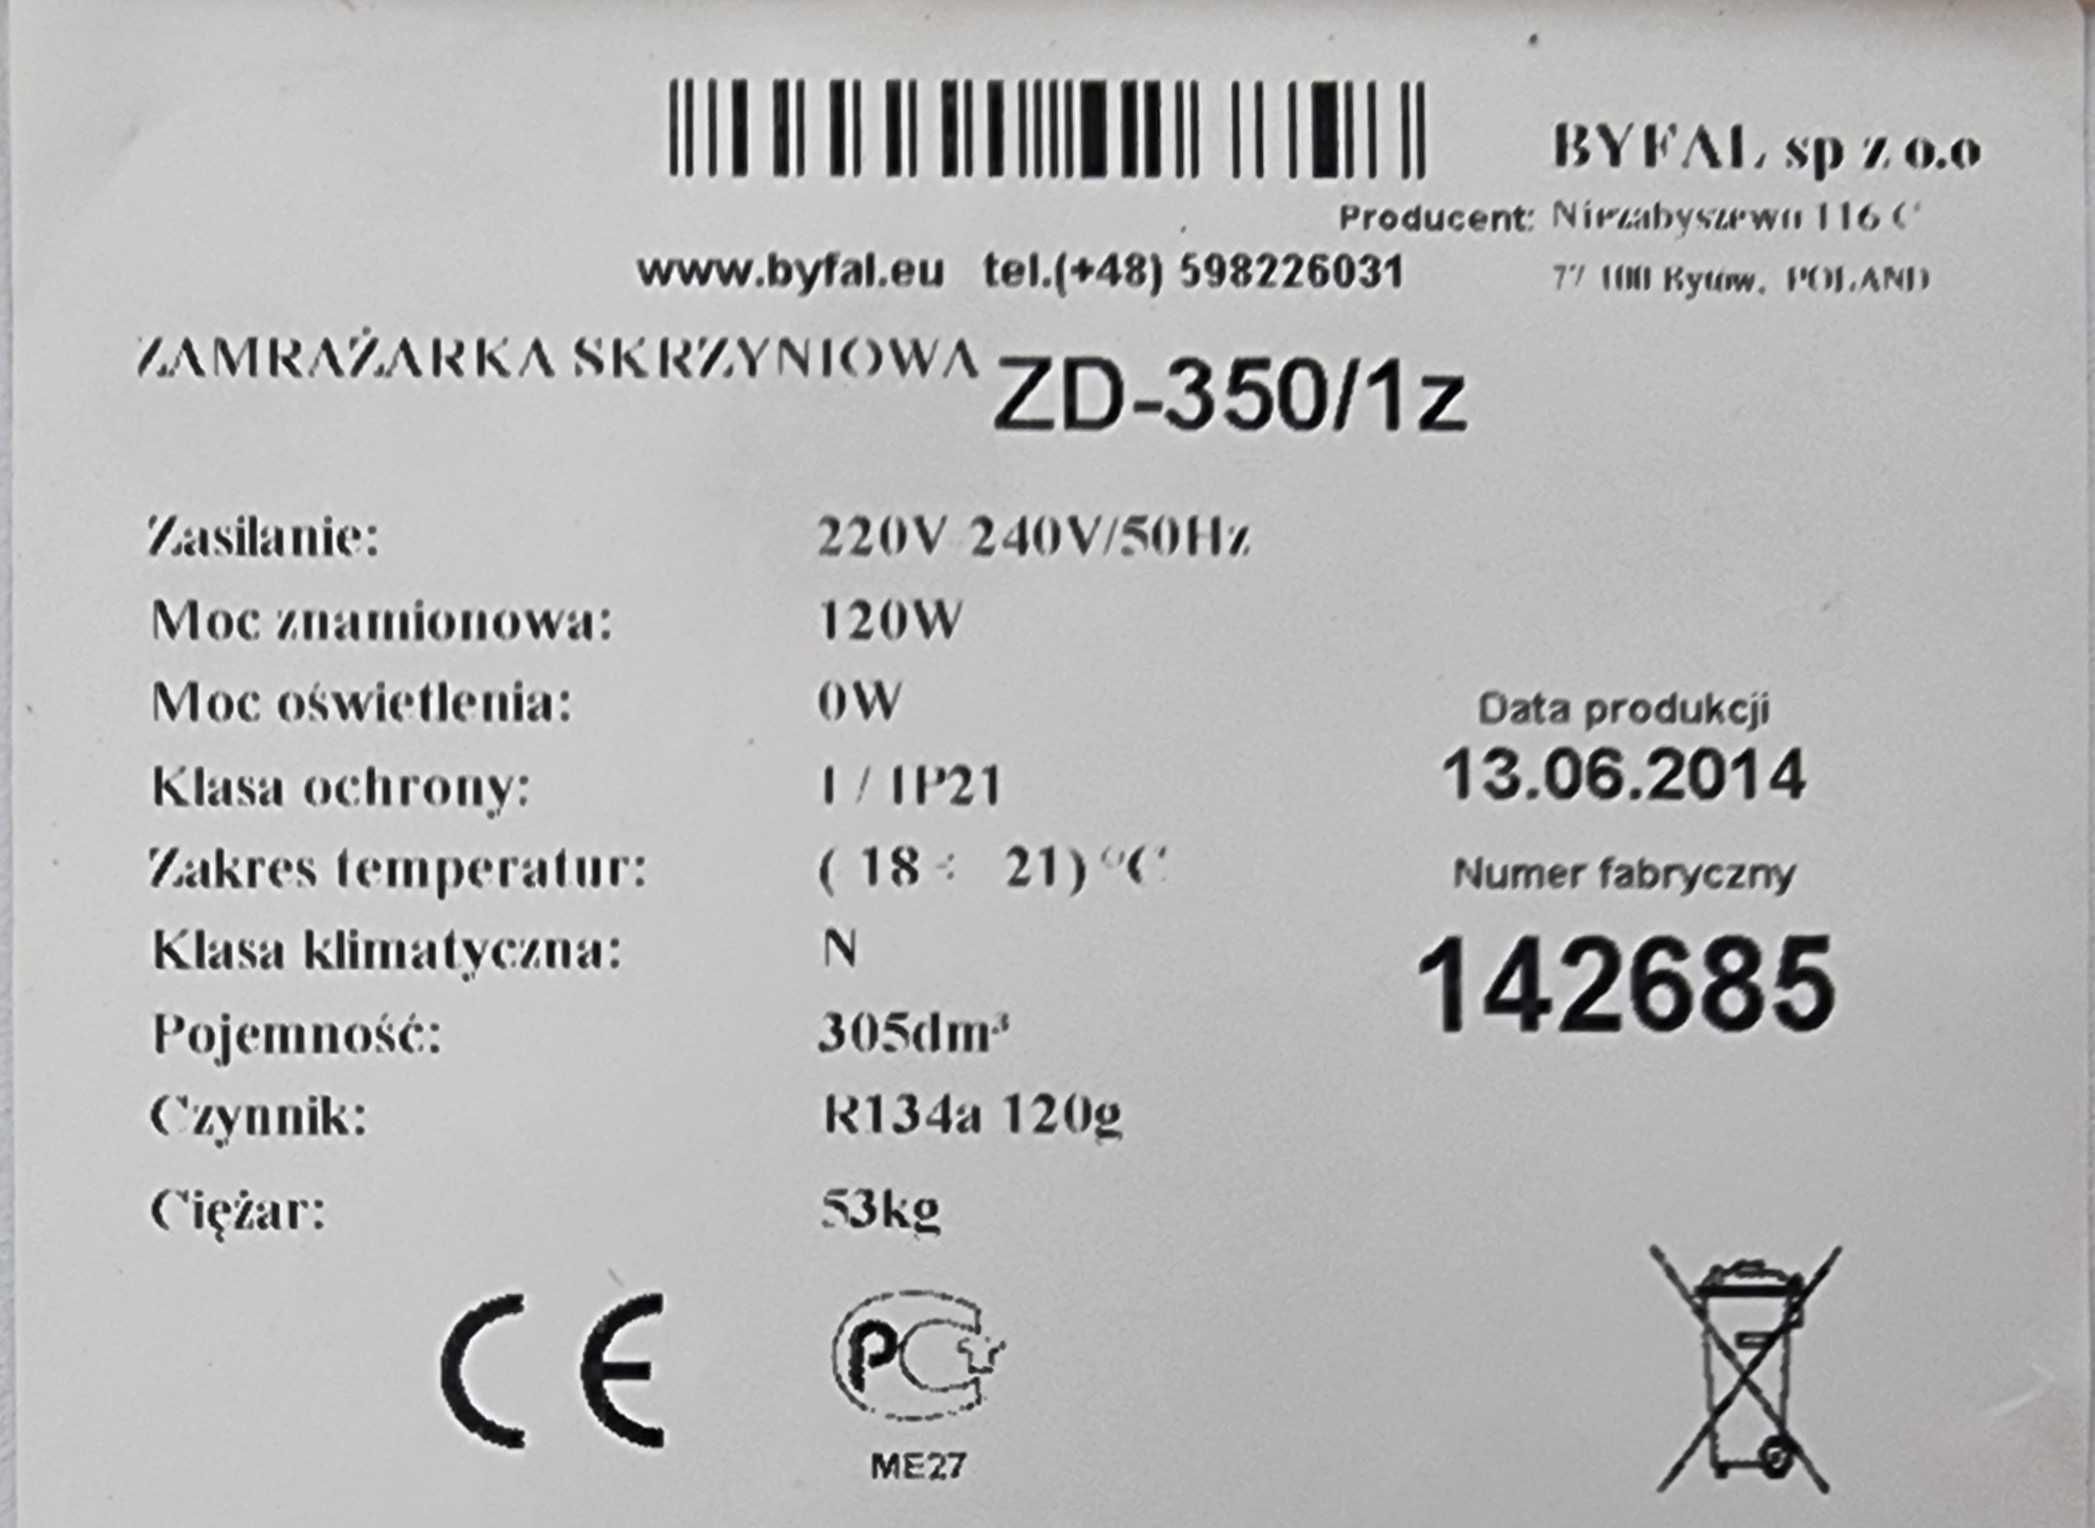 BYFAL sp z o.o
Producent: Niezabyszewo 116 C
www.byfal.eu tel.(+48) 598226031
77 100 Bytów, POLAND
ZAMRAŻARKA SKRZYNIOWA ZD-350/1z
Zasilanie: 220V 240V/50Hz
Moc znamionowa: 120W
Moc oświetlenia: 0W
Klasa ochrony: I / IP21
Zakres temperatur: ( 18 ÷ 21) °C
Klasa klimatyczna: N
Pojemność: 305dm³
Czynnik: R134a 120g
Ciężar: 53kg
Data produkcji
13.06.2014
Numer fabryczny
142685
CE
PC
ME27